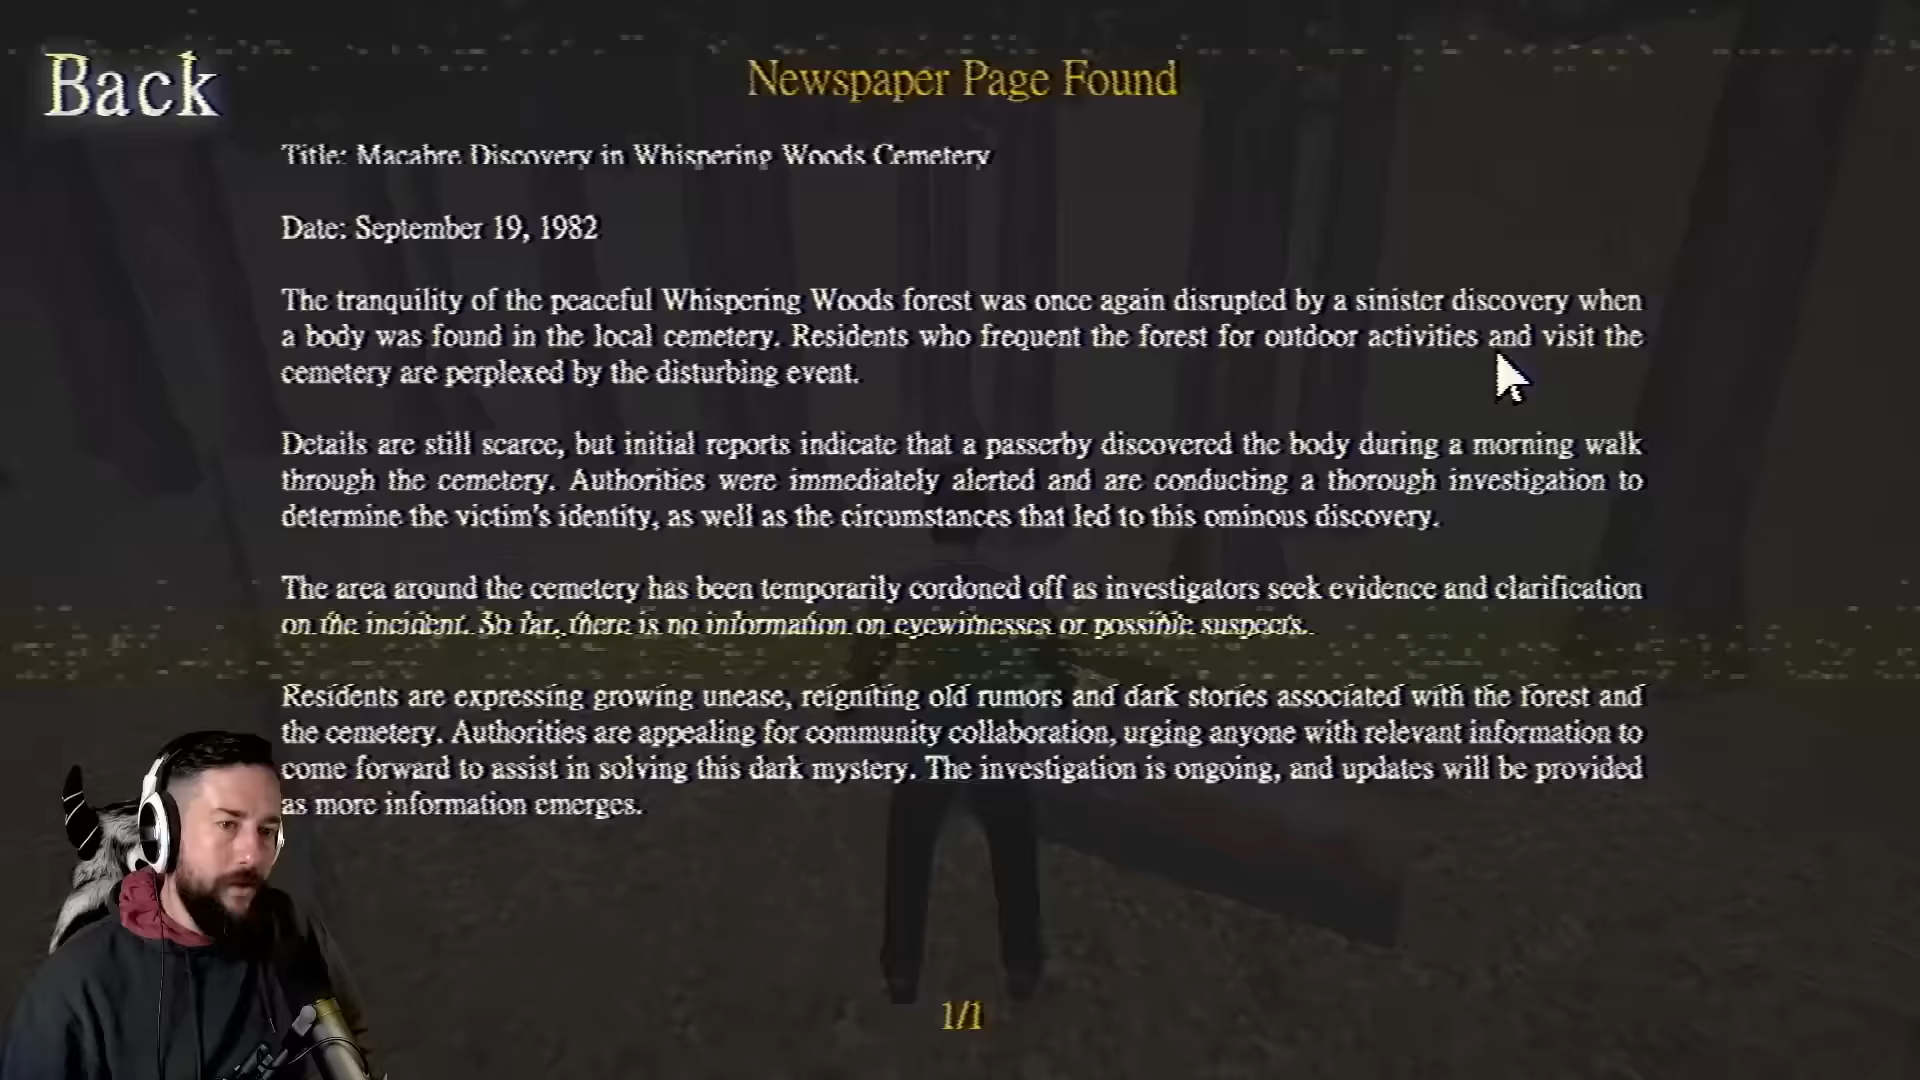 Back
Newspaper Page Found
Title: Macabre Discovery in Whispering Woods Cemetery
Date: September 19, 1982
The tranquility of the peaceful Whispering Woods forest was once again disrupted by a sinister discovery when
a body was found in the local cemetery. Residents who frequent the forest for outdoor activities and visit the
cemetery are perplexed by the disturbing event.
Details are still scarce, but initial reports indicate that a passerby discovered the body during a morning walk
through the cemetery. Authorities were immediately alerted and are conducting a thorough investigation to
determine the victim's identity, as well as the circumstances that led to this ominous discovery.
The area around the cemetery has been temporarily cordoned off as investigators seek evidence and clarification
on the incident. So far, there is no information on eyewitnesses or possible suspects.
Residents are expressing growing unease, reigniting old rumors and dark stories associated with the forest and
the cemetery. Authorities are appealing for community collaboration, urging anyone with relevant information to
come forward to assist in solving this dark mystery. The investigation is ongoing, and updates will be provided
as more information emerges.
1/1